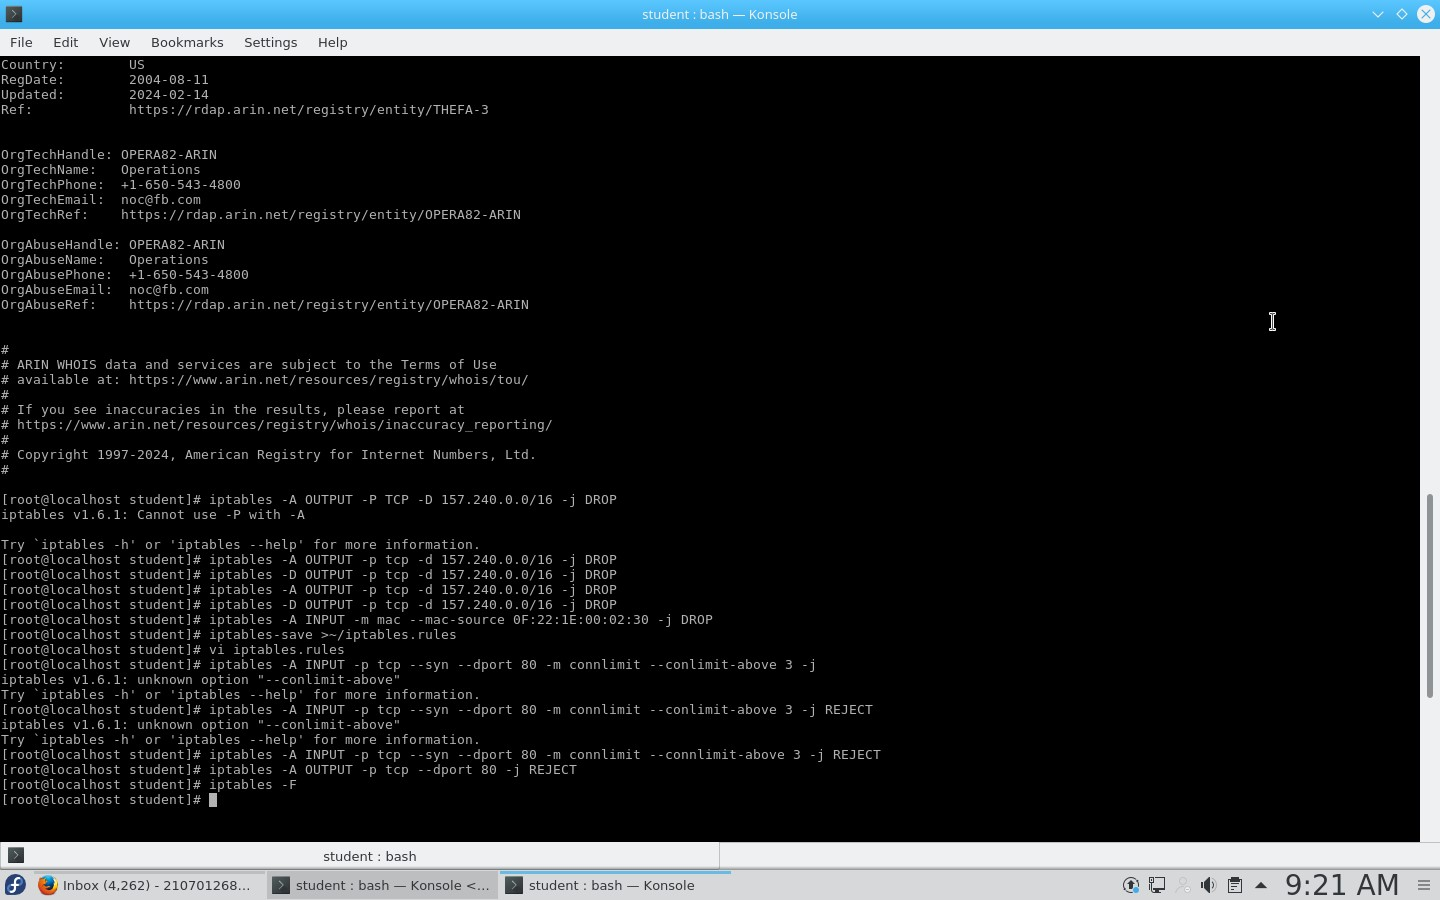 student : bash — Konsole
File Edit View Bookmarks Settings Help
Country:        US
RegDate:        2004-08-11
Updated:        2024-02-14
Ref:            https://rdap.arin.net/registry/entity/THEFA-3
OrgTechHandle: OPERA82-ARIN
OrgTechName:   Operations
OrgTechPhone:  +1-650-543-4800
OrgTechEmail:  noc@fb.com
OrgTechRef:    https://rdap.arin.net/registry/entity/OPERA82-ARIN
OrgAbuseHandle: OPERA82-ARIN
OrgAbuseName:   Operations
OrgAbusePhone:  +1-650-543-4800
OrgAbuseEmail:  noc@fb.com
OrgAbuseRef:    https://rdap.arin.net/registry/entity/OPERA82-ARIN
#
# ARIN WHOIS data and services are subject to the Terms of Use
# available at: https://www.arin.net/resources/registry/whois/tou/
#
# If you see inaccuracies in the results, please report at
# https://www.arin.net/resources/registry/whois/inaccuracy_reporting/
#
# Copyright 1997-2024, American Registry for Internet Numbers, Ltd.
#
[root@localhost student]# iptables -A OUTPUT -P TCP -D 157.240.0.0/16 -j DROP
iptables v1.6.1: Cannot use -P with -A
Try `iptables -h' or 'iptables --help' for more information.
[root@localhost student]# iptables -A OUTPUT -p tcp -d 157.240.0.0/16 -j DROP
[root@localhost student]# iptables -D OUTPUT -p tcp -d 157.240.0.0/16 -j DROP
[root@localhost student]# iptables -A OUTPUT -p tcp -d 157.240.0.0/16 -j DROP
[root@localhost student]# iptables -D OUTPUT -p tcp -d 157.240.0.0/16 -j DROP
[root@localhost student]# iptables -A INPUT -m mac --mac-source 0F:22:1E:00:02:30 -j DROP
[root@localhost student]# iptables-save >~/iptables.rules
[root@localhost student]# vi iptables.rules
[root@localhost student]# iptables -A INPUT -p tcp --syn --dport 80 -m connlimit --conlimit-above 3 -j
iptables v1.6.1: unknown option "--conlimit-above"
Try `iptables -h' or 'iptables --help' for more information.
[root@localhost student]# iptables -A INPUT -p tcp --syn --dport 80 -m connlimit --conlimit-above 3 -j REJECT
iptables v1.6.1: unknown option "--conlimit-above"
Try `iptables -h' or 'iptables --help' for more information.
[root@localhost student]# iptables -A INPUT -p tcp --syn --dport 80 -m connlimit --connlimit-above 3 -j REJECT
[root@localhost student]# iptables -A OUTPUT -p tcp --dport 80 -j REJECT
[root@localhost student]# iptables -F
[root@localhost student]#
student : bash
Inbox (4,262) - 210701268... student : bash — Konsole <... student : bash — Konsole 9:21 AM